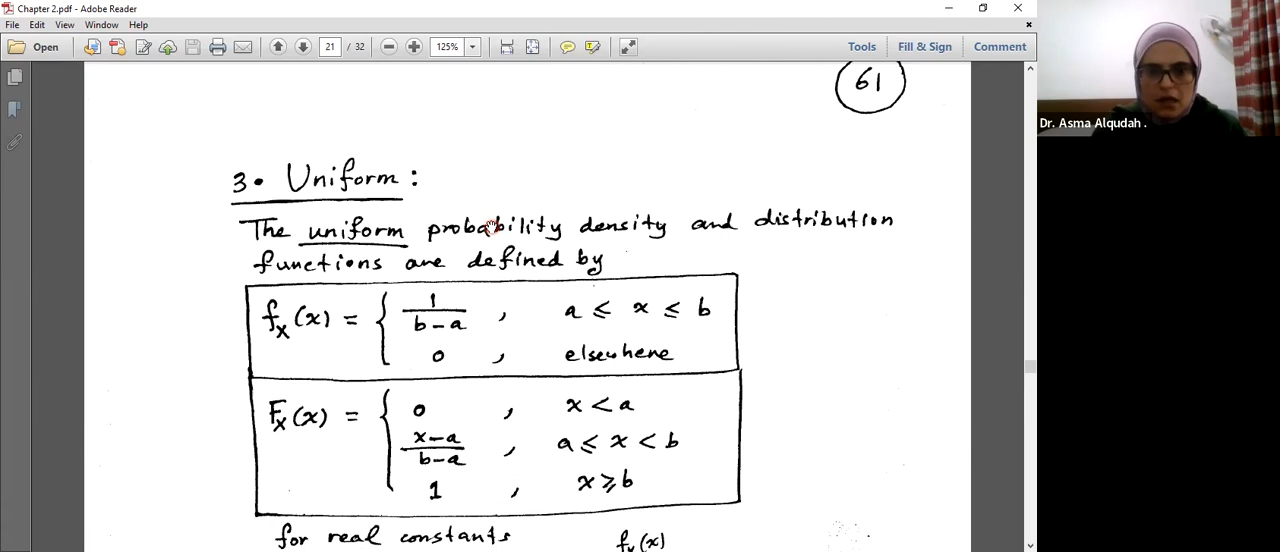 Chapter 2.pdf - Adobe Reader
File Edit View Window Help
Open 21 / 32 125% Tools Fill & Sign Comment
61
3. Uniform:
The uniform probability density and distribution
functions are defined by
fx(x) = { 1/(b-a) , a ≤ x ≤ b
0 , elsewhere
Fx(x) = { 0 , x < a
(x-a)/(b-a) , a ≤ x < b
1 , x ≥ b
for real constants
fx(x)
Dr. Asma Alqudah .